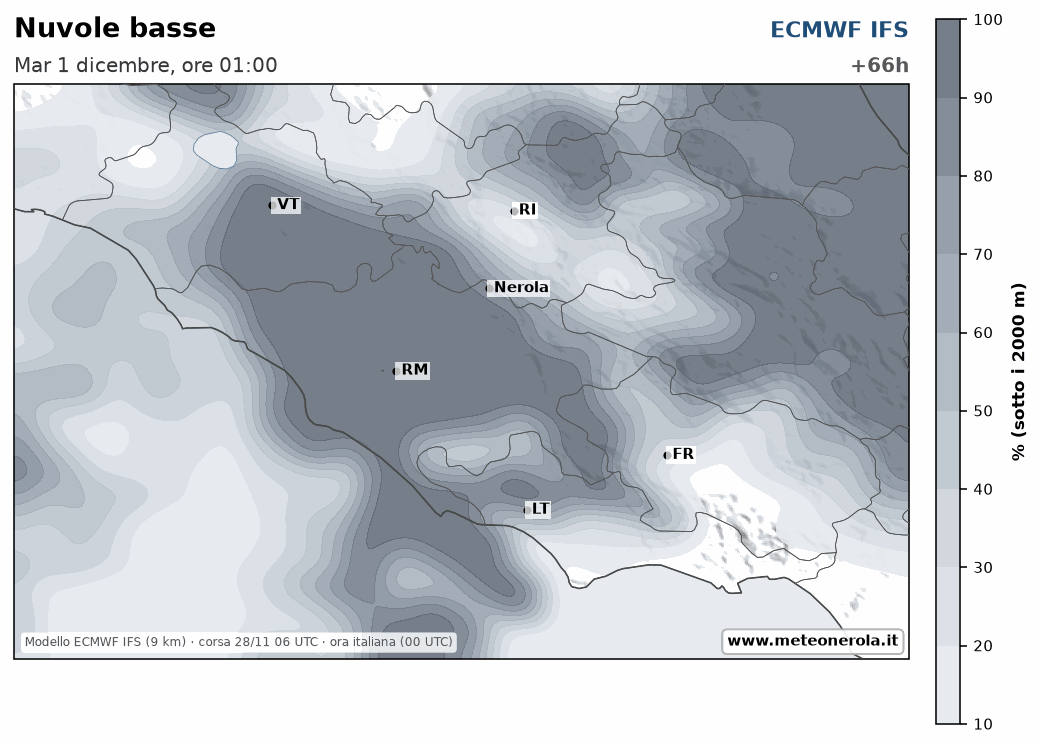 Nuvole basse
ECMWF IFS
Mar 1 dicembre, ore 01:00
+66h
VT
RI
Nerola
RM
FR
LT
Modello ECMWF IFS (9 km) · corsa 28/11 06 UTC · ora italiana (00 UTC)
www.meteonerola.it
100
90
80
70
60
50
40
30
20
10
% (sotto i 2000 m)